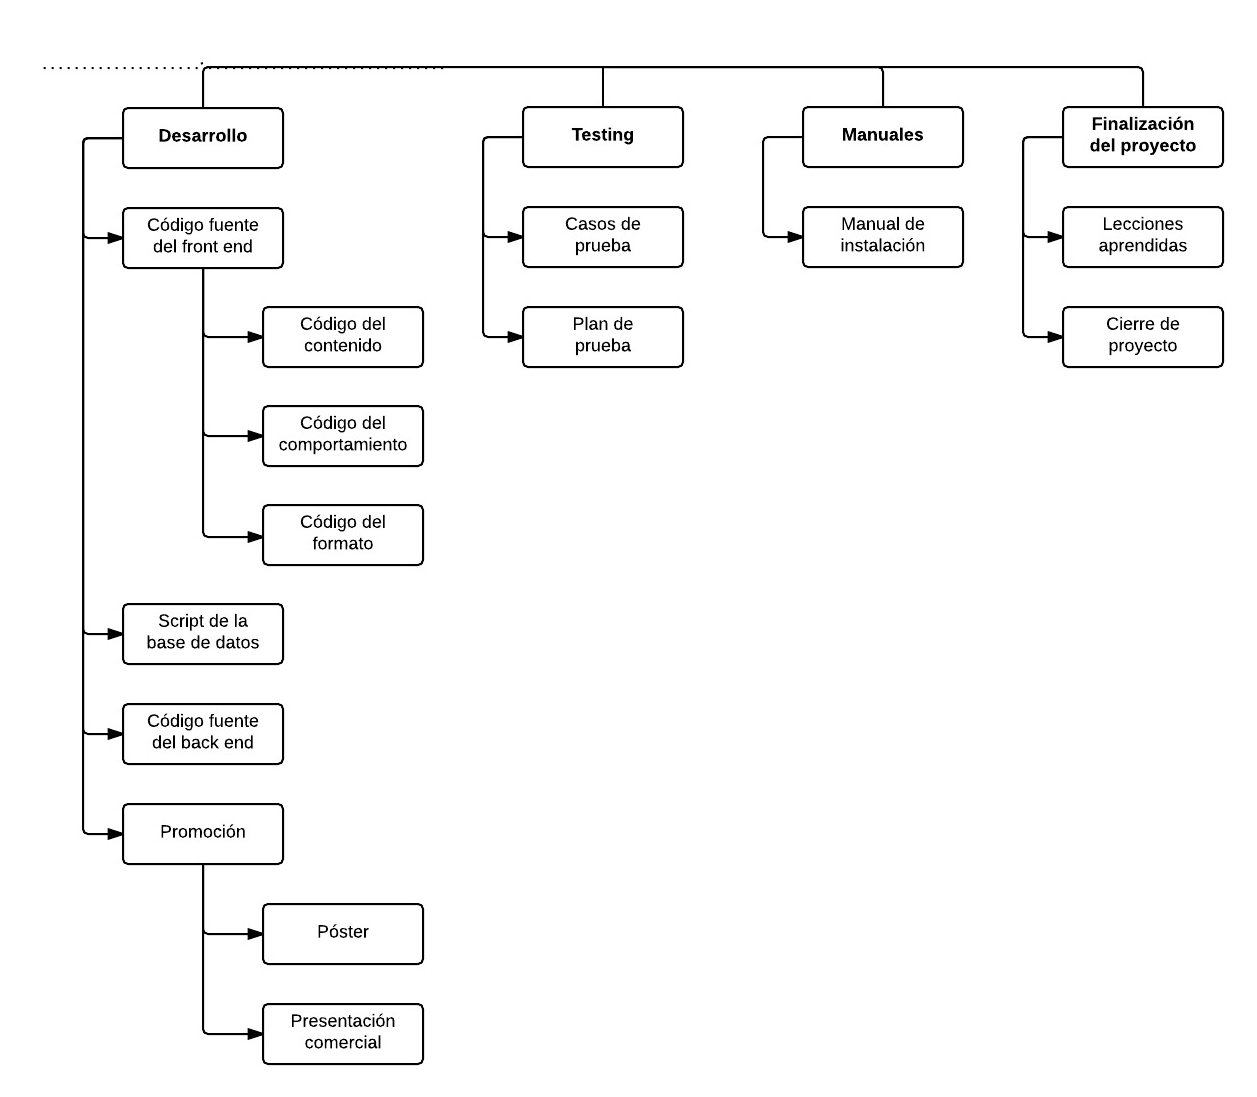 Desarrollo
Código fuente
del front end
Código del
contenido
Código del
comportamiento
Código del
formato
Script de la
base de datos
Código fuente
del back end
Promoción
Póster
Presentación
comercial
Testing
Casos de
prueba
Plan de
prueba
Manuales
Manual de
instalación
Finalización
del proyecto
Lecciones
aprendidas
Cierre de
proyecto